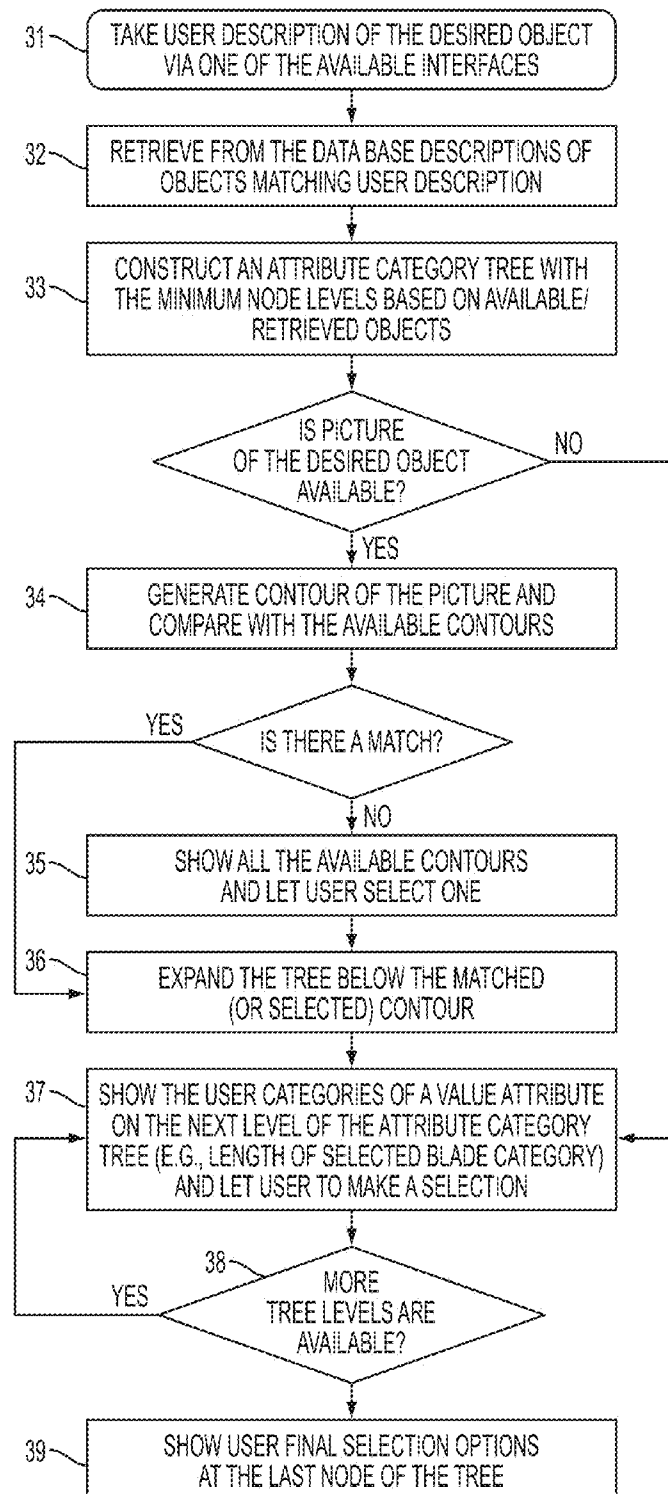 31
TAKE USER DESCRIPTION OF THE DESIRED OBJECT
VIA ONE OF THE AVAILABLE INTERFACES
32
RETRIEVE FROM THE DATA BASE DESCRIPTIONS OF
OBJECTS MATCHING USER DESCRIPTION
33
CONSTRUCT AN ATTRIBUTE CATEGORY TREE WITH
THE MINIMUM NODE LEVELS BASED ON AVAILABLE/
RETRIEVED OBJECTS
IS PICTURE
OF THE DESIRED OBJECT
AVAILABLE?
NO
YES
34
GENERATE CONTOUR OF THE PICTURE AND
COMPARE WITH THE AVAILABLE CONTOURS
YES
IS THERE A MATCH?
NO
35
SHOW ALL THE AVAILABLE CONTOURS
AND LET USER SELECT ONE
36
EXPAND THE TREE BELOW THE MATCHED
(OR SELECTED) CONTOUR
37
SHOW THE USER CATEGORIES OF A VALUE ATTRIBUTE
ON THE NEXT LEVEL OF THE ATTRIBUTE CATEGORY
TREE (E.G., LENGTH OF SELECTED BLADE CATEGORY)
AND LET USER TO MAKE A SELECTION
38
YES
MORE
TREE LEVELS ARE
AVAILABLE?
39
SHOW USER FINAL SELECTION OPTIONS
AT THE LAST NODE OF THE TREE